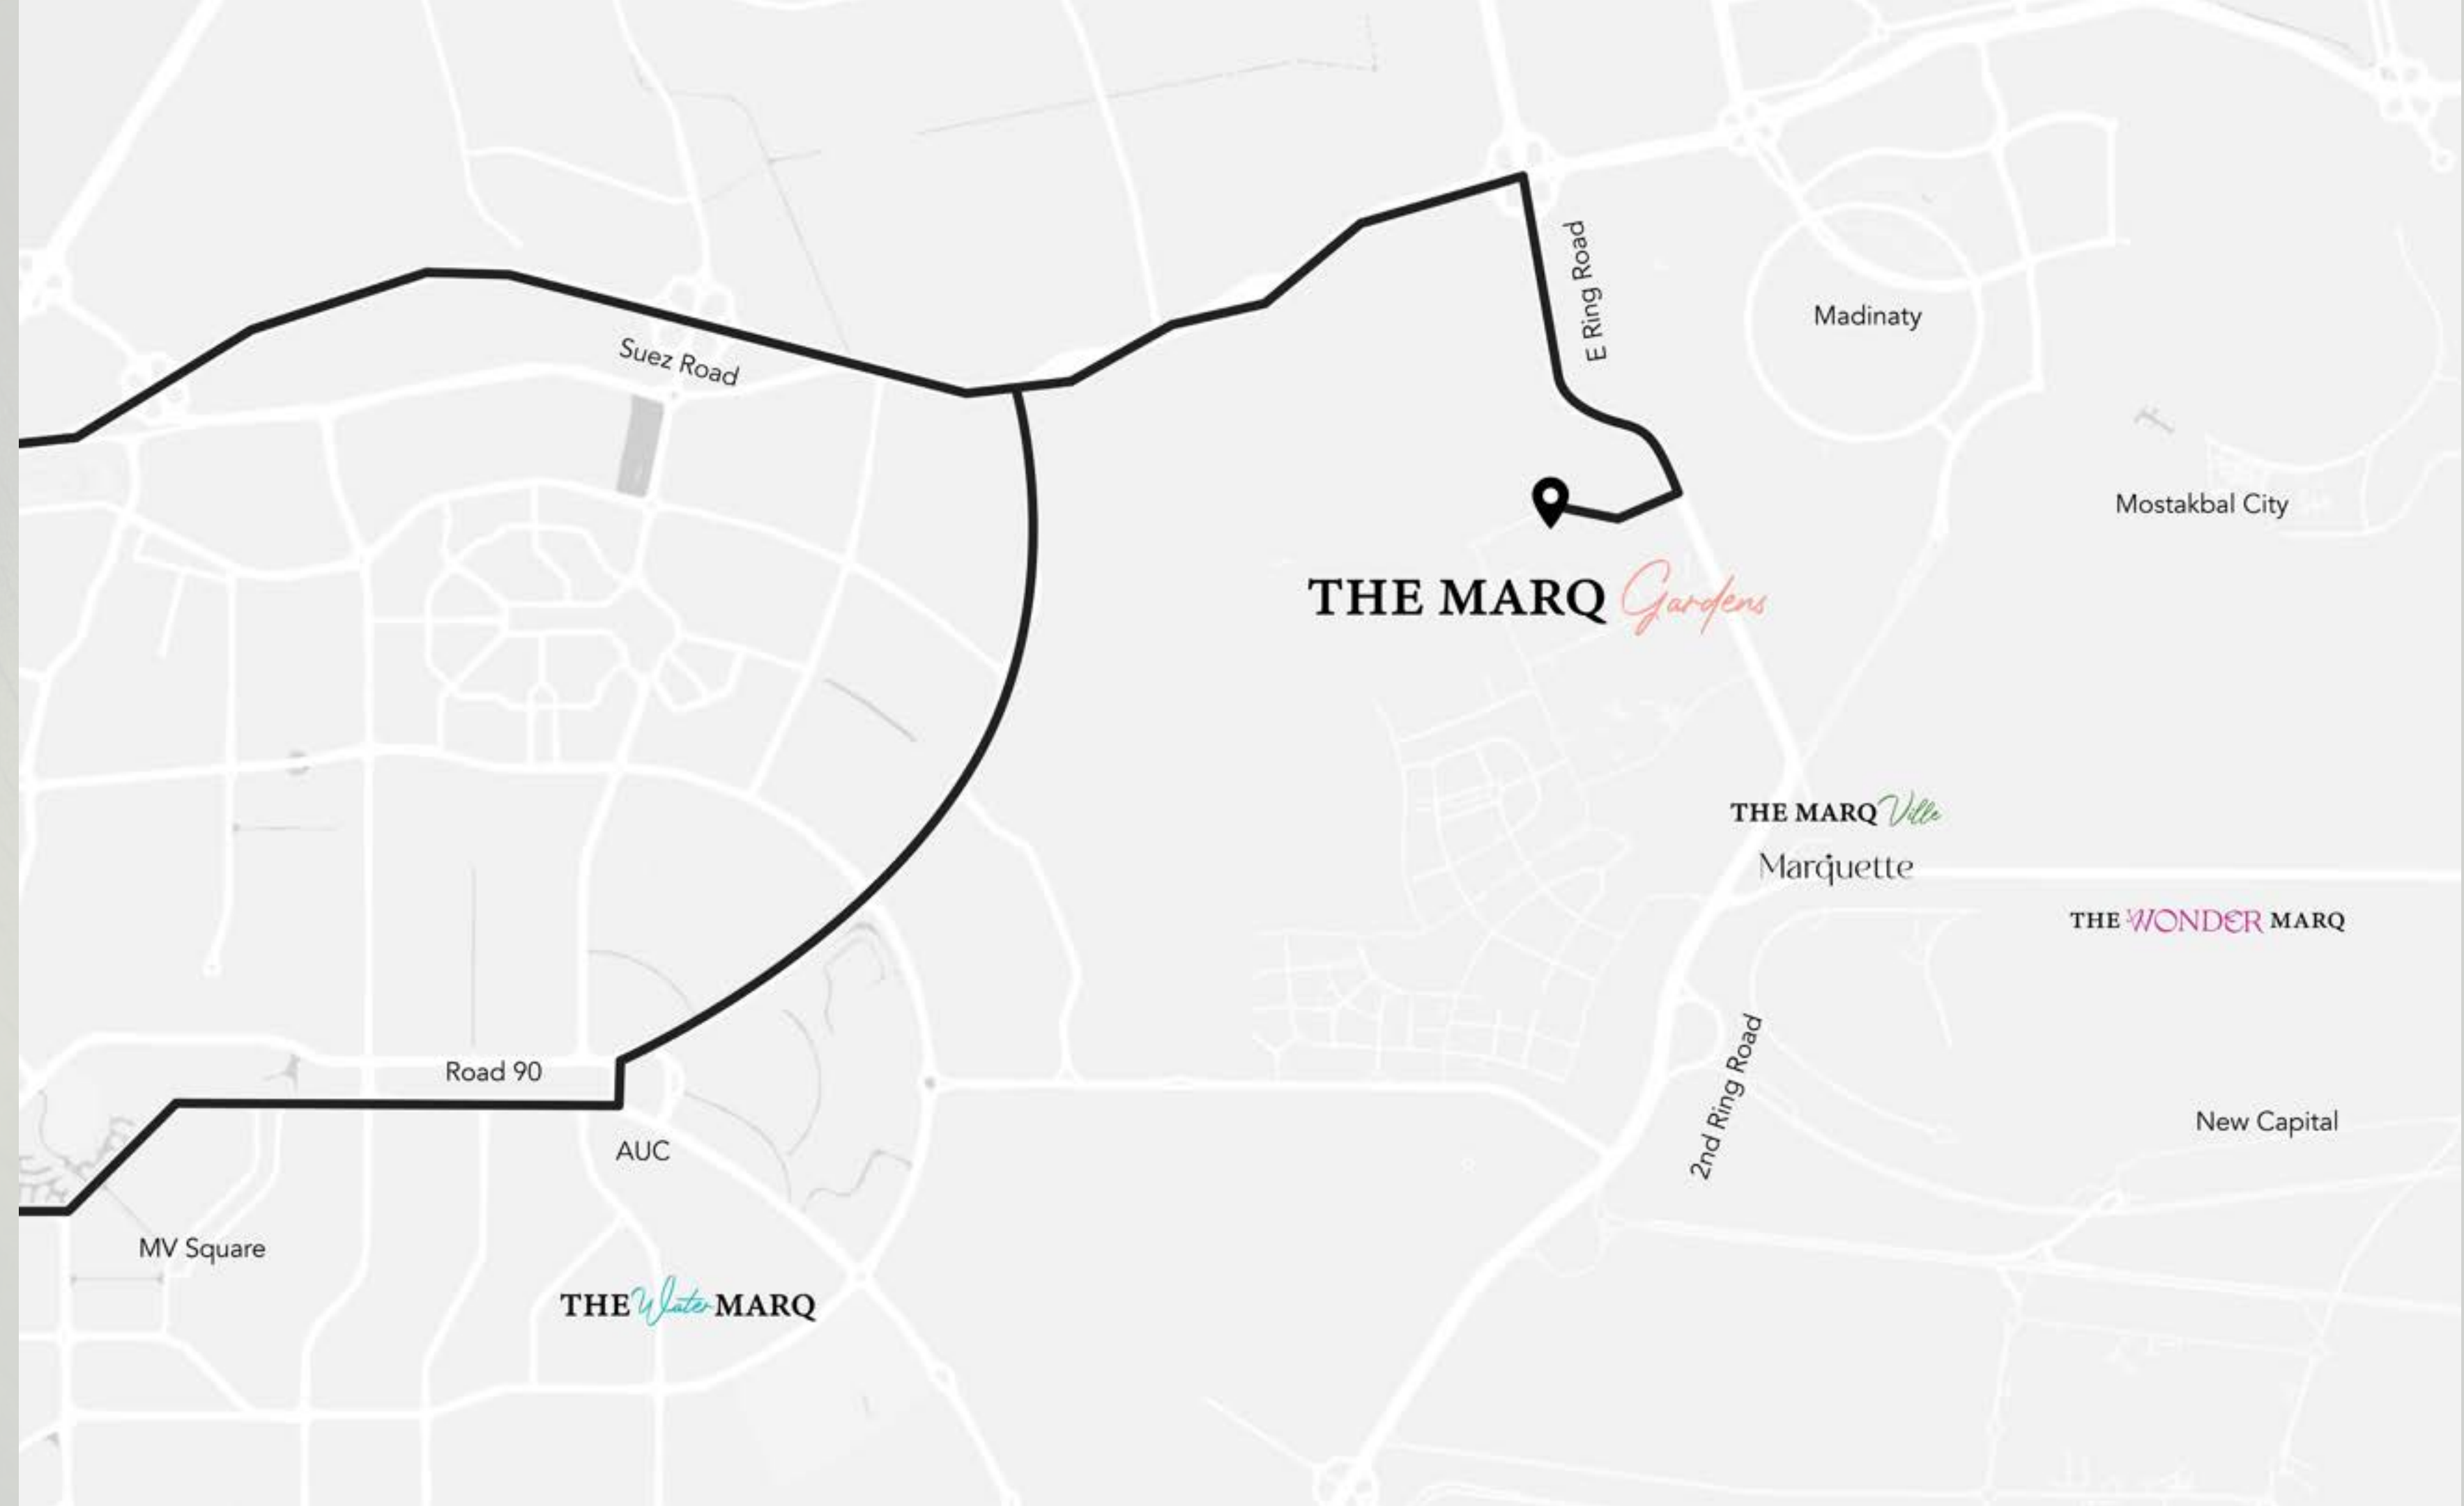 E Ring Road
Madinaty
Suez Road
Mostakbal City
THE MARQ Gardens
THE MARQ Ville
Marquette
THE WONDER MARQ
Road 90
2nd Ring Road
New Capital
AUC
MV Square
THE Water MARQ